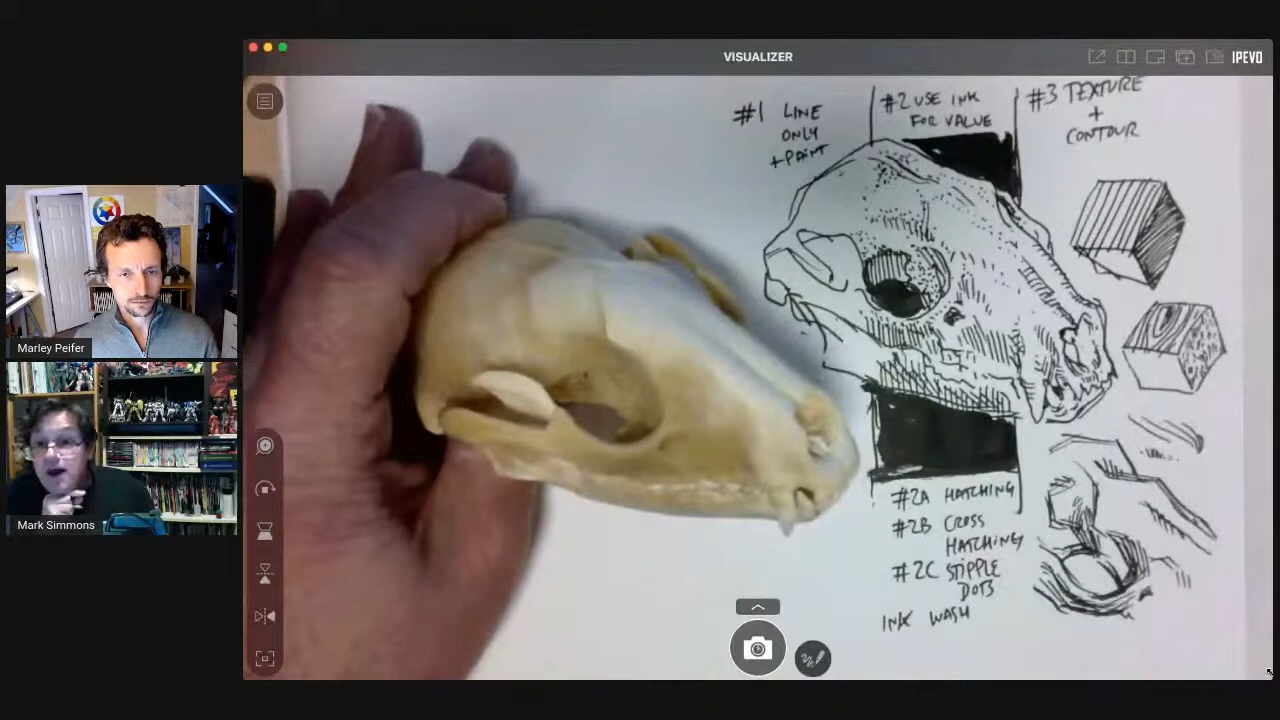 VISUALIZER
IPEVO
#1 LINE
ONLY
+ PAINT
#2 USE INK
FOR VALUE
#3 TEXTURE
+
CONTOUR
Marley Peifer
Mark Simmons
#2A HATCHING
#2B CROSS
HATCHING
#2C STIPPLE
DOTS
INK WASH